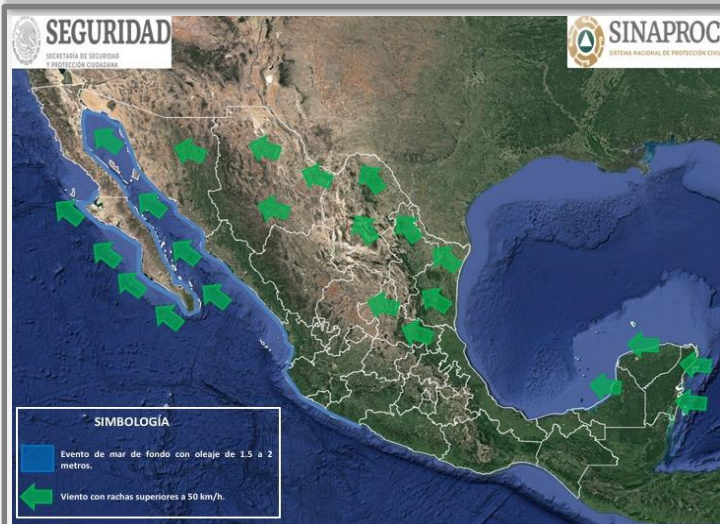 SEGURIDAD
SECRETARÍA DE SEGURIDAD
Y PROTECCIÓN CIUDADANA
SINAPROC
SISTEMA NACIONAL DE PROTECCIÓN CIVIL
SIMBOLOGÍA
Evento de mar de fondo con oleaje de 1.5 a 2
metros.
Viento con rachas superiores a 50 km/h.